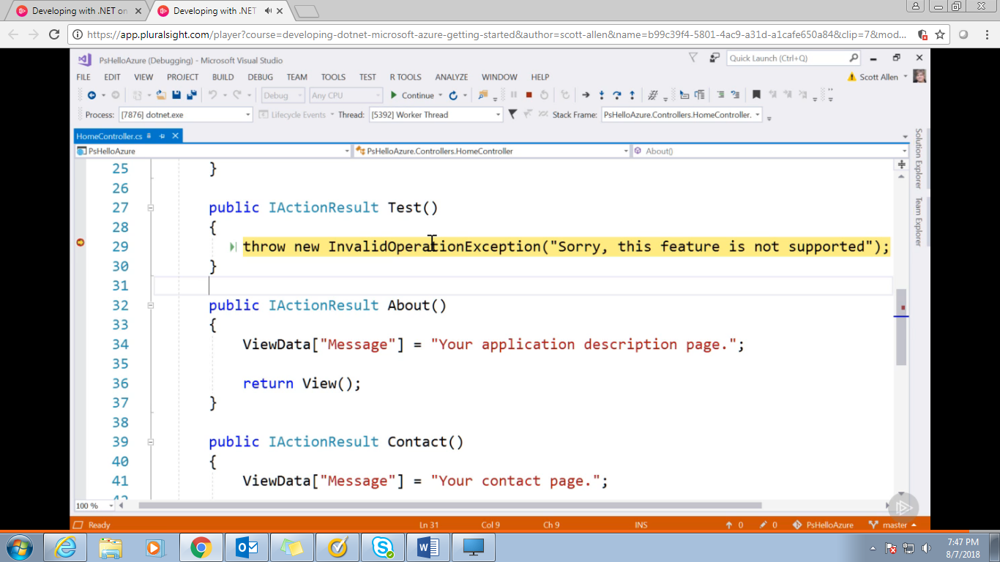 Developing with .NET on
Developing with .NET
https://app.pluralsight.com/player?course=developing-dotnet-microsoft-azure-getting-started&author=scott-allen&name=b99c39f4-5801-4ac9-a31d-a1cafe650a84&clip=7&mod...
PsHelloAzure (Debugging) - Microsoft Visual Studio
Quick Launch (Ctrl+Q)
FILE EDIT VIEW PROJECT BUILD DEBUG TEAM TOOLS TEST R TOOLS ANALYZE WINDOW HELP
Scott Allen
Debug Any CPU Continue
Process: [7876] dotnet.exe Lifecycle Events Thread: [5392] Worker Thread Stack Frame: PsHelloAzure.Controllers.HomeController.
HomeController.cs
PsHelloAzure PsHelloAzure.Controllers.HomeController About()
Solution Explorer
Team Explorer
25 }
26
27 public IActionResult Test()
28 {
29 throw new InvalidOperationException("Sorry, this feature is not supported");
30 }
31
32 public IActionResult About()
33 {
34 ViewData["Message"] = "Your application description page.";
35
36 return View();
37 }
38
39 public IActionResult Contact()
40 {
41 ViewData["Message"] = "Your contact page.";
42
100 %
Ready Ln 31 Col 9 Ch 9 INS 0 0 PsHelloAzure master
7:47 PM
8/7/2018